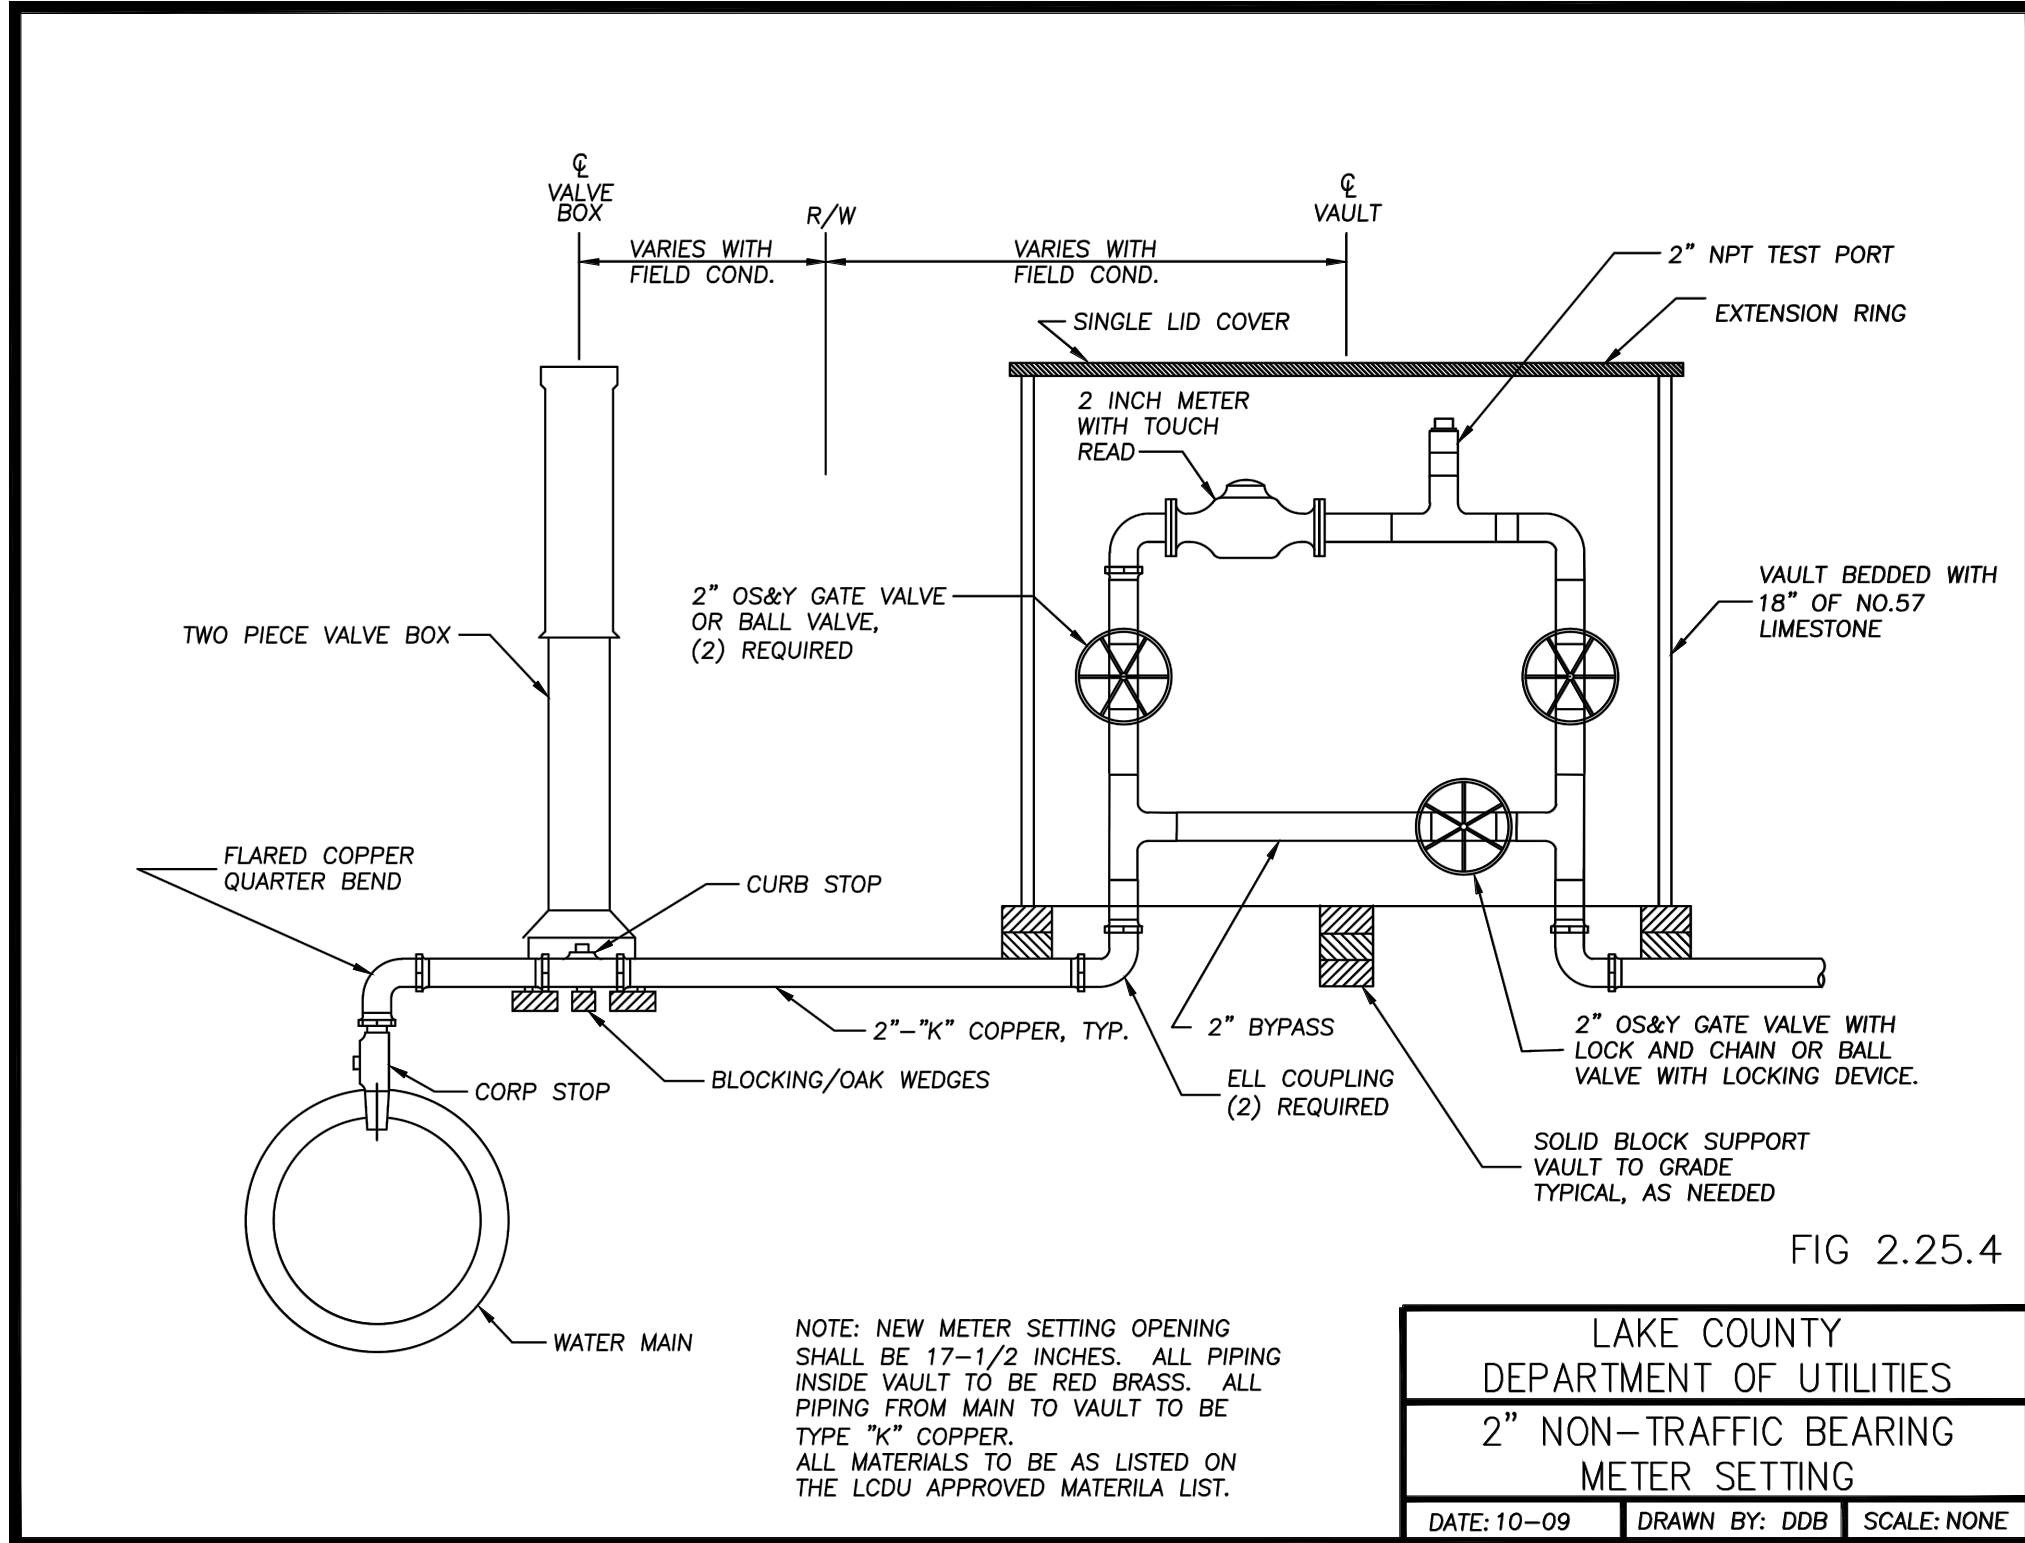 ℄
VALVE
BOX
R/W
℄
VAULT
VARIES WITH
FIELD COND.
VARIES WITH
FIELD COND.
2" NPT TEST PORT
EXTENSION RING
SINGLE LID COVER
2 INCH METER
WITH TOUCH
READ
2" OS&Y GATE VALVE
OR BALL VALVE,
(2) REQUIRED
VAULT BEDDED WITH
18" OF NO.57
LIMESTONE
TWO PIECE VALVE BOX
FLARED COPPER
QUARTER BEND
CURB STOP
2"-"K" COPPER, TYP.
2" BYPASS
2" OS&Y GATE VALVE WITH
LOCK AND CHAIN OR BALL
VALVE WITH LOCKING DEVICE.
BLOCKING/OAK WEDGES
CORP STOP
ELL COUPLING
(2) REQUIRED
SOLID BLOCK SUPPORT
VAULT TO GRADE
TYPICAL, AS NEEDED
WATER MAIN
FIG 2.25.4
NOTE: NEW METER SETTING OPENING
SHALL BE 17-1/2 INCHES. ALL PIPING
INSIDE VAULT TO BE RED BRASS. ALL
PIPING FROM MAIN TO VAULT TO BE
TYPE "K" COPPER.
ALL MATERIALS TO BE AS LISTED ON
THE LCDU APPROVED MATERILA LIST.
LAKE COUNTY
DEPARTMENT OF UTILITIES
2" NON-TRAFFIC BEARING
METER SETTING
DATE: 10-09
DRAWN BY: DDB
SCALE: NONE